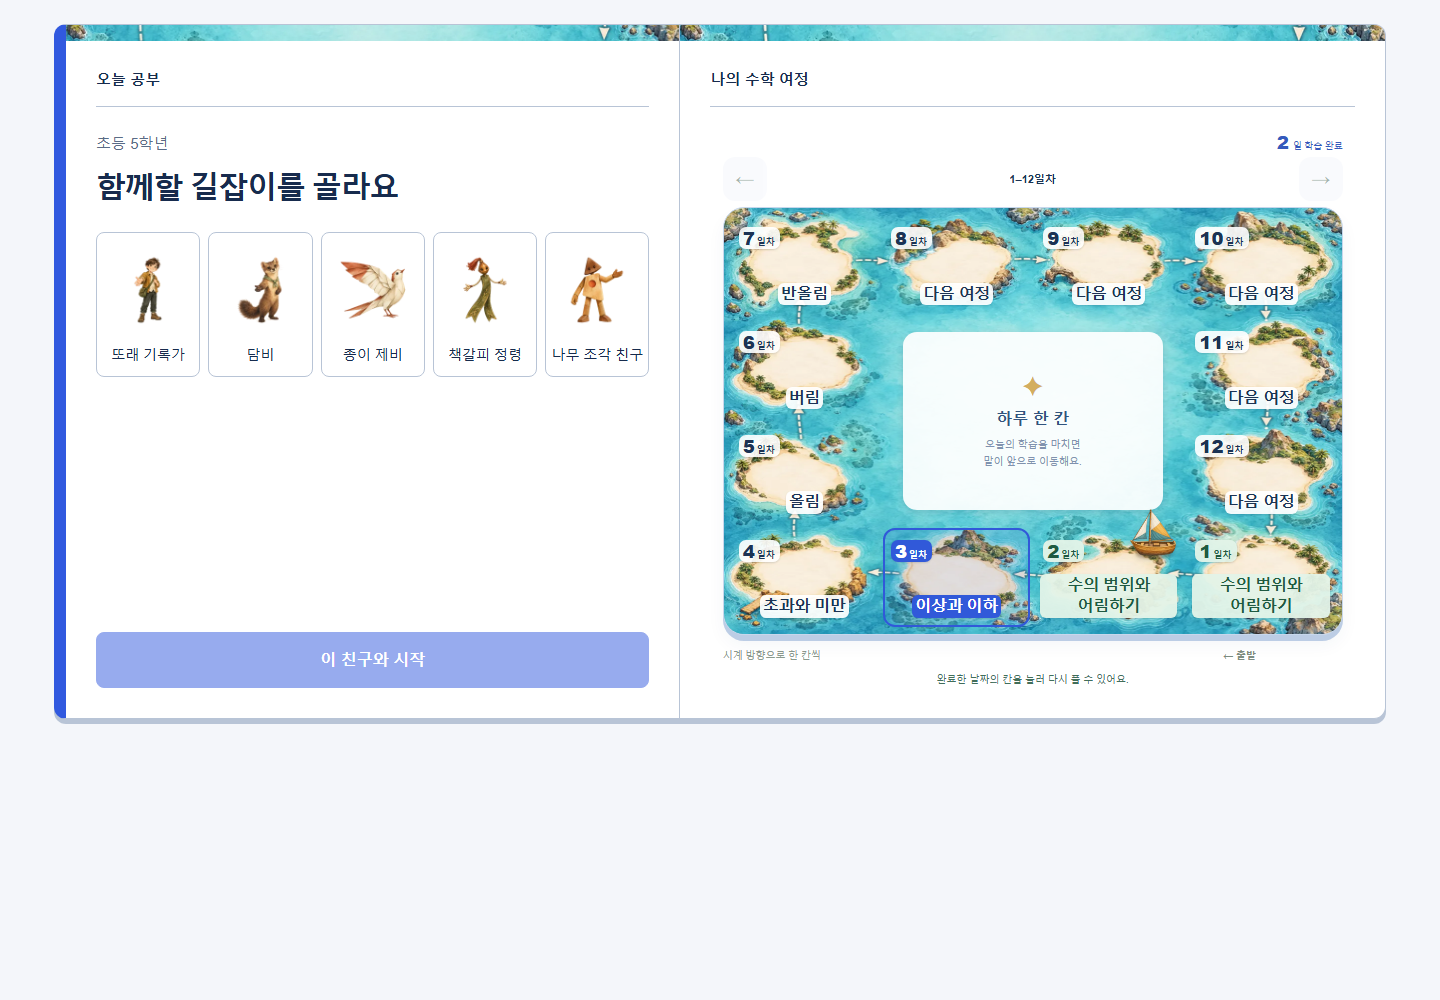 오늘 공부
초등 5학년
함께할 길잡이를 골라요
또래 기록가
담비
종이 제비
책갈피 정령
나무 조각 친구
이 친구와 시작
나의 수학 여정
2 일 학습 완료
←
1–12일차
→
7 일차
반올림
8 일차
다음 여정
9 일차
다음 여정
10 일차
다음 여정
6 일차
버림
11 일차
다음 여정
하루 한 칸
오늘의 학습을 마치면
말이 앞으로 이동해요.
5 일차
올림
12 일차
다음 여정
4 일차
초과와 미만
3 일차
이상과 이하
2 일차
수의 범위와
어림하기
1 일차
수의 범위와
어림하기
시계 방향으로 한 칸씩
← 출발
완료한 날짜의 칸을 눌러 다시 풀 수 있어요.